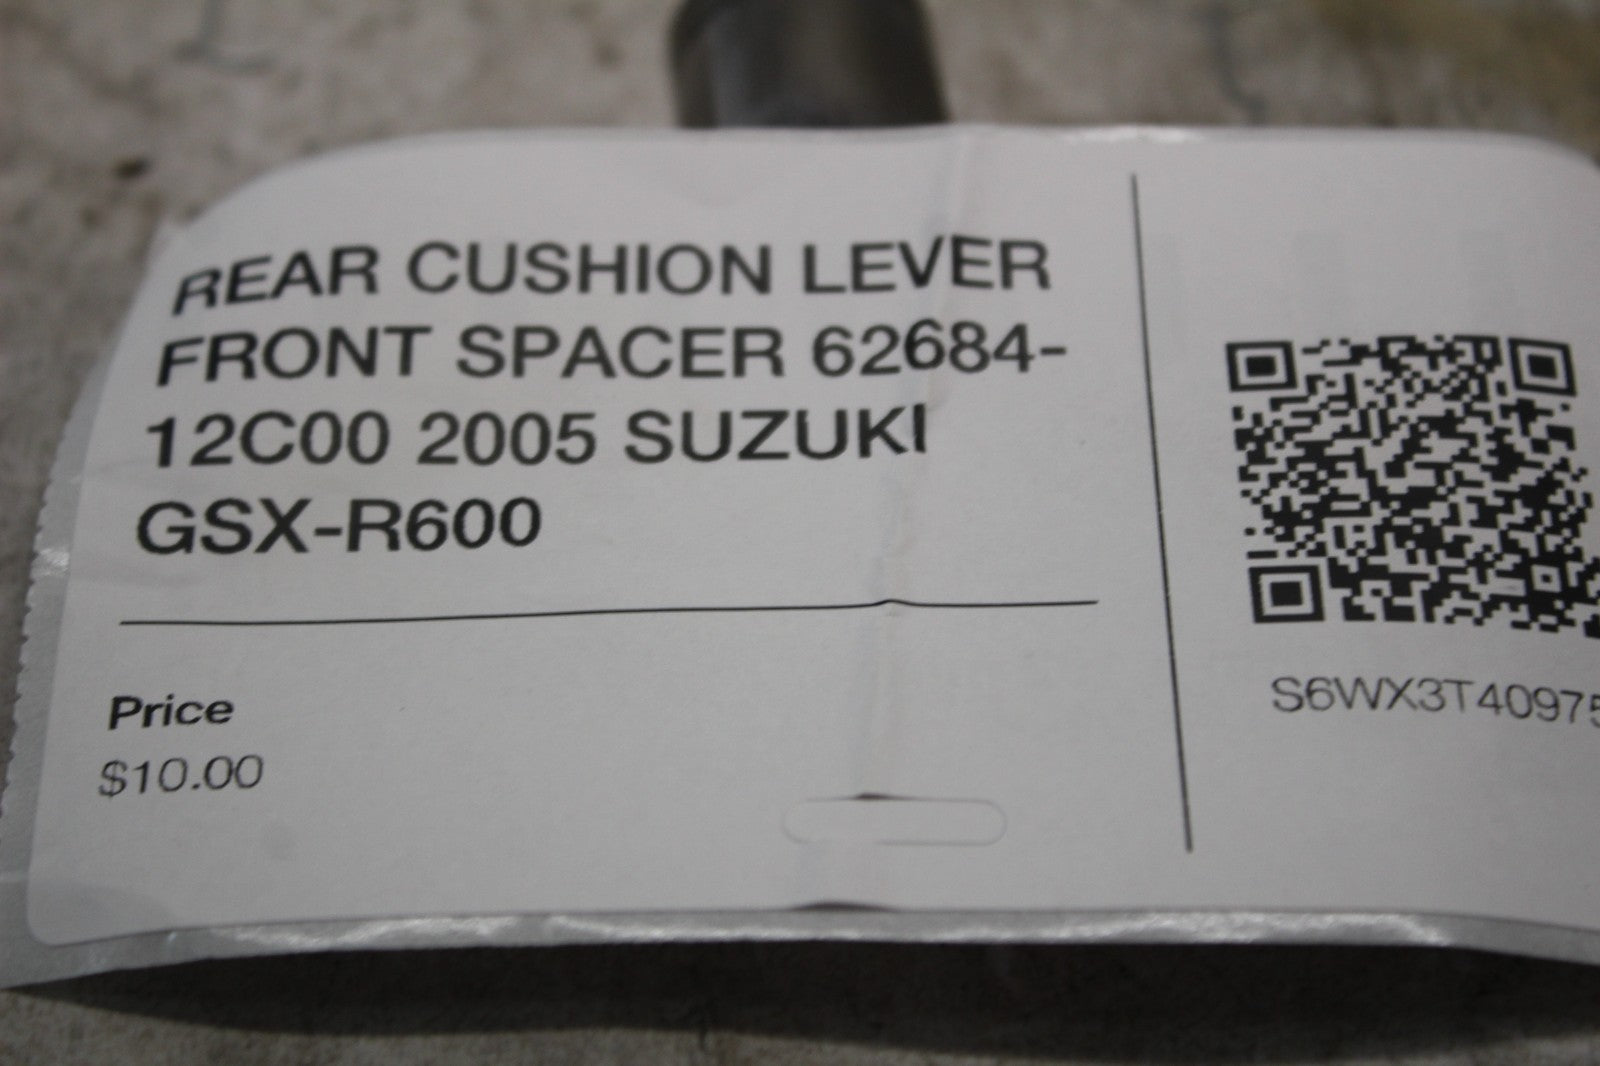 REAR CUSHION LEVER
FRONT SPACER 62684-
12C00 2005 SUZUKI
GSX-R600
Price
$10.00
S6WX3T40975